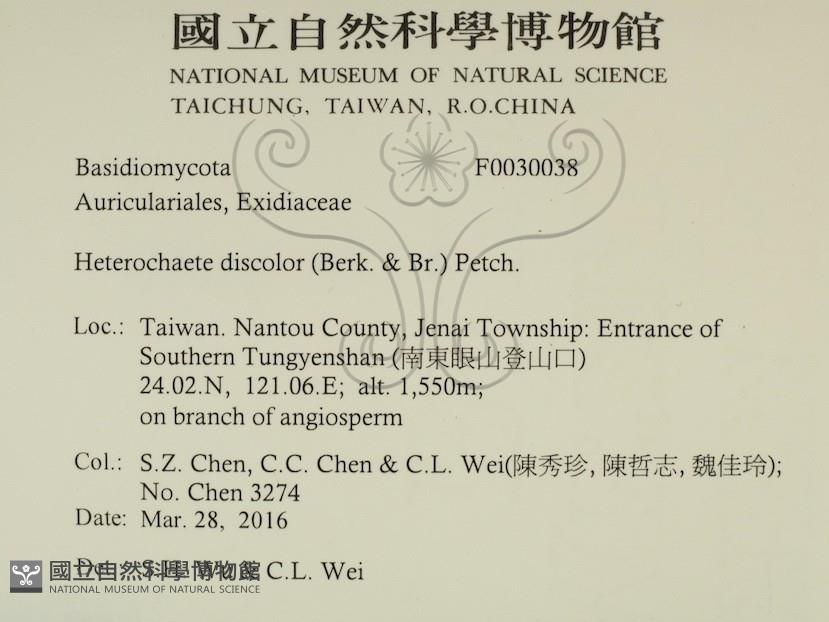 國立自然科學博物館
NATIONAL MUSEUM OF NATURAL SCIENCE
TAICHUNG, TAIWAN, R.O.CHINA
Basidiomycota F0030038
Auriculariales, Exidiaceae
Heterochaete discolor (Berk. & Br.) Petch.
Loc.: Taiwan. Nantou County, Jenai Township: Entrance of
Southern Tungyenshan (南東眼山登山口)
24.02.N, 121.06.E; alt. 1,550m;
on branch of angiosperm
Col.: S.Z. Chen, C.C. Chen & C.L. Wei(陳秀珍, 陳哲志, 魏佳玲);
No. Chen 3274
Date: Mar. 28, 2016
& C.L. Wei
國立自然科學博物館
NATIONAL MUSEUM OF NATURAL SCIENCE